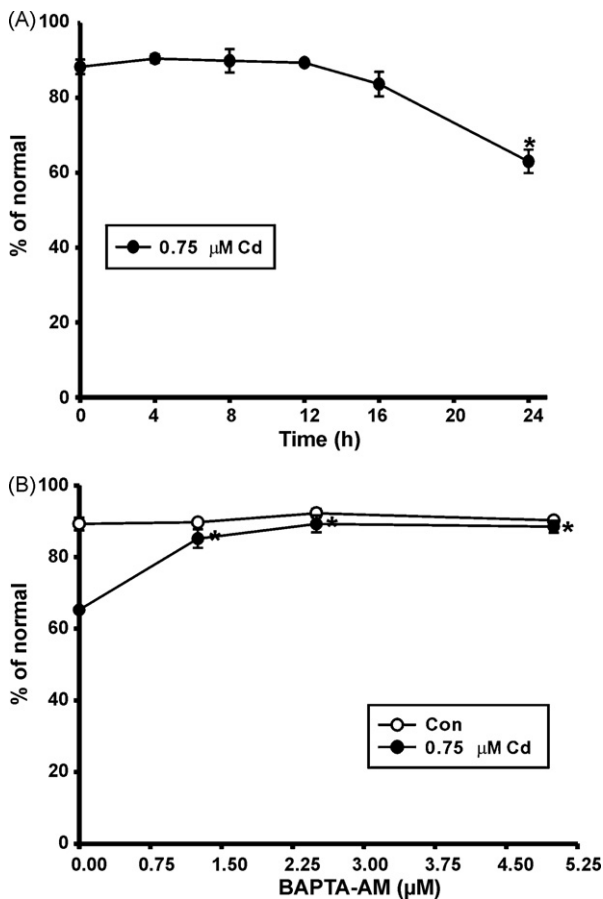 (A)
100
80
60
40
20
0
% of normal
0.75 μM Cd
*
0 4 8 12 16 20 24
Time (h)
(B)
100
80
60
40
20
0
% of normal
* * *
Con
0.75 μM Cd
0.00 0.75 1.50 2.25 3.00 3.75 4.50 5.25
BAPTA-AM (μM)